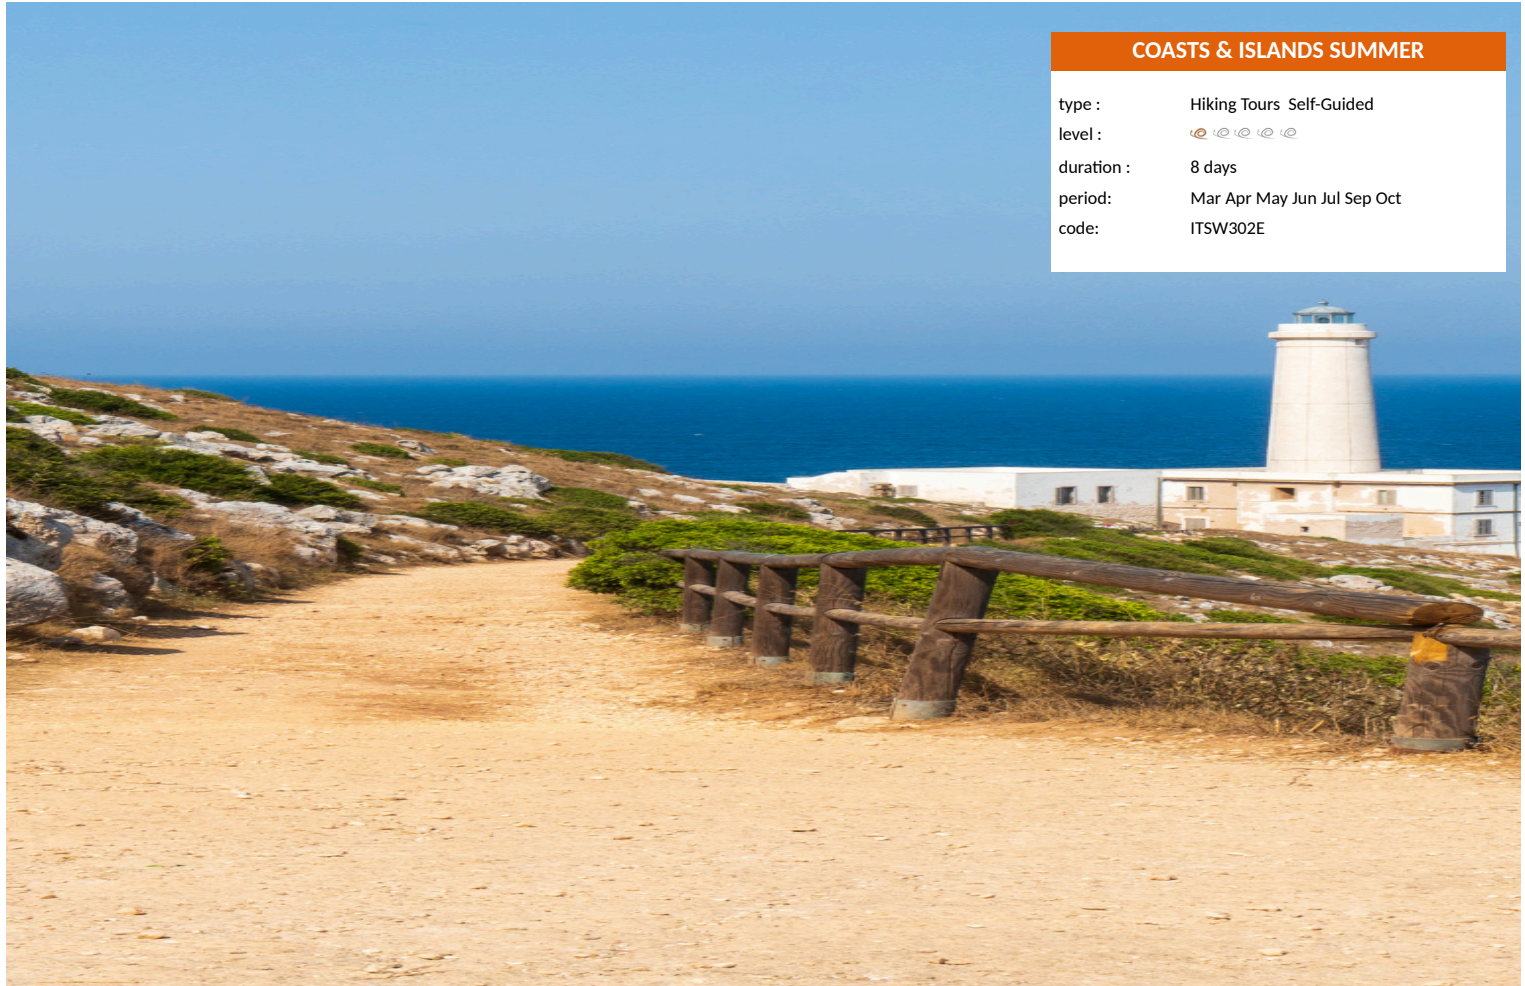 COASTS & ISLANDS SUMMER
type : Hiking Tours Self-Guided
level :
duration : 8 days
period: Mar Apr May Jun Jul Sep Oct
code: ITSW302E